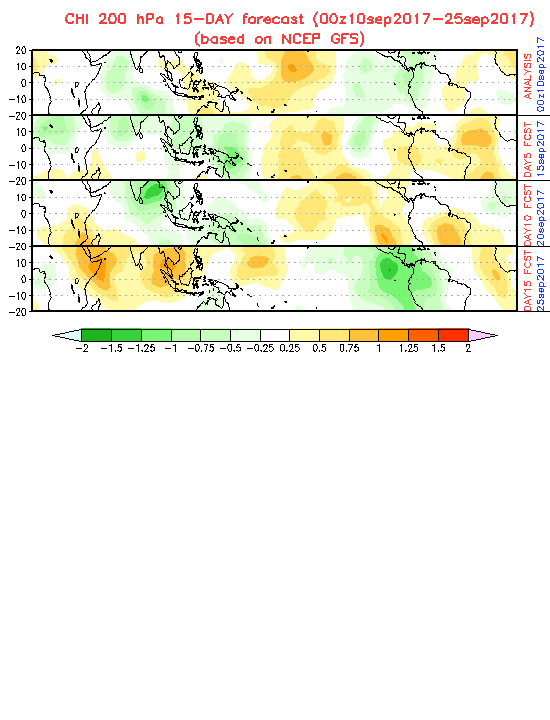 CHI 200 hPa 15-DAY forecast (00z10sep2017-25sep2017)
(based on NCEP GFS)
20
10
0
-10
-20
ANALYSIS
00z10sep2017
10
0
-10
-20
DAY5 FCST
15sep2017
10
0
-10
-20
DAY10 FCST
20sep2017
10
0
-10
-20
DAY15 FCST
25sep2017
-2 -1.5 -1.25 -1 -0.75 -0.5 -0.25 0.25 0.5 0.75 1 1.25 1.5 2